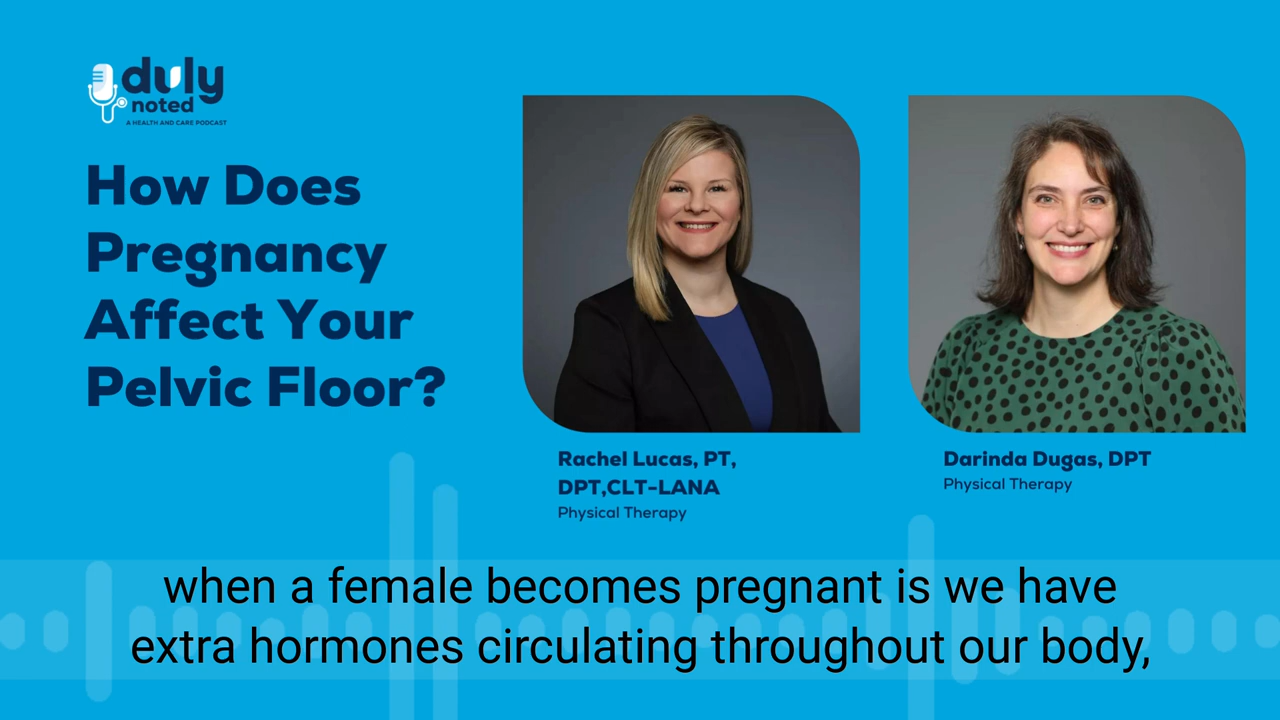 duly
noted
A HEALTH AND CARE PODCAST
How Does
Pregnancy
Affect Your
Pelvic Floor?
Rachel Lucas, PT,
DPT,CLT-LANA
Physical Therapy
Darinda Dugas, DPT
Physical Therapy
when a female becomes pregnant is we have
extra hormones circulating throughout our body,